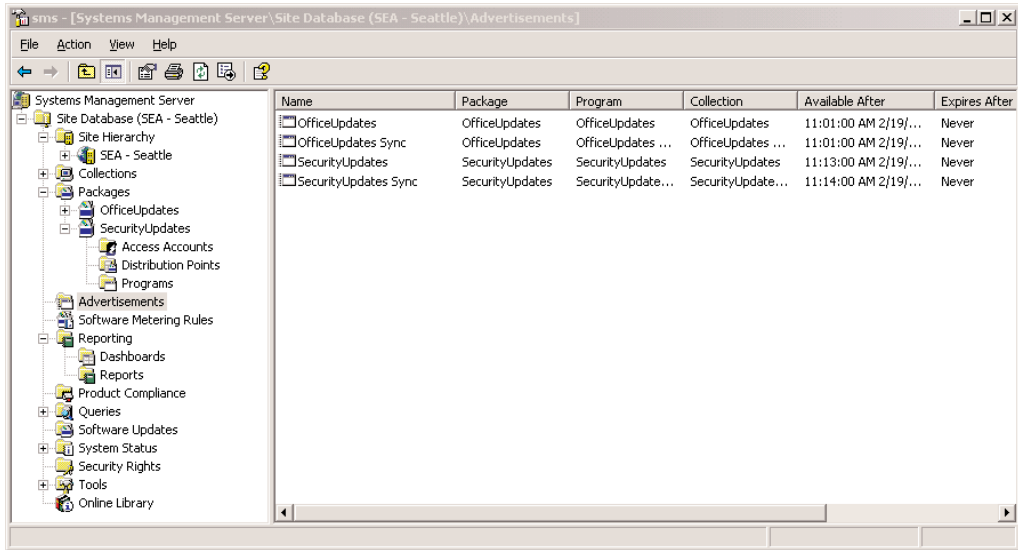 sms - [Systems Management Server\Site Database (SEA - Seattle)\Advertisements]
File Action View Help
Systems Management Server
Site Database (SEA - Seattle)
Site Hierarchy
SEA - Seattle
Collections
Packages
OfficeUpdates
SecurityUpdates
Access Accounts
Distribution Points
Programs
Advertisements
Software Metering Rules
Reporting
Dashboards
Reports
Product Compliance
Queries
Software Updates
System Status
Security Rights
Tools
Online Library
Name Package Program Collection Available After Expires After
OfficeUpdates OfficeUpdates OfficeUpdates OfficeUpdates 11:01:00 AM 2/19/... Never
OfficeUpdates Sync OfficeUpdates OfficeUpdates ... OfficeUpdates ... 11:01:00 AM 2/19/... Never
SecurityUpdates SecurityUpdates SecurityUpdates SecurityUpdates 11:13:00 AM 2/19/... Never
SecurityUpdates Sync SecurityUpdates SecurityUpdate... SecurityUpdate... 11:14:00 AM 2/19/... Never